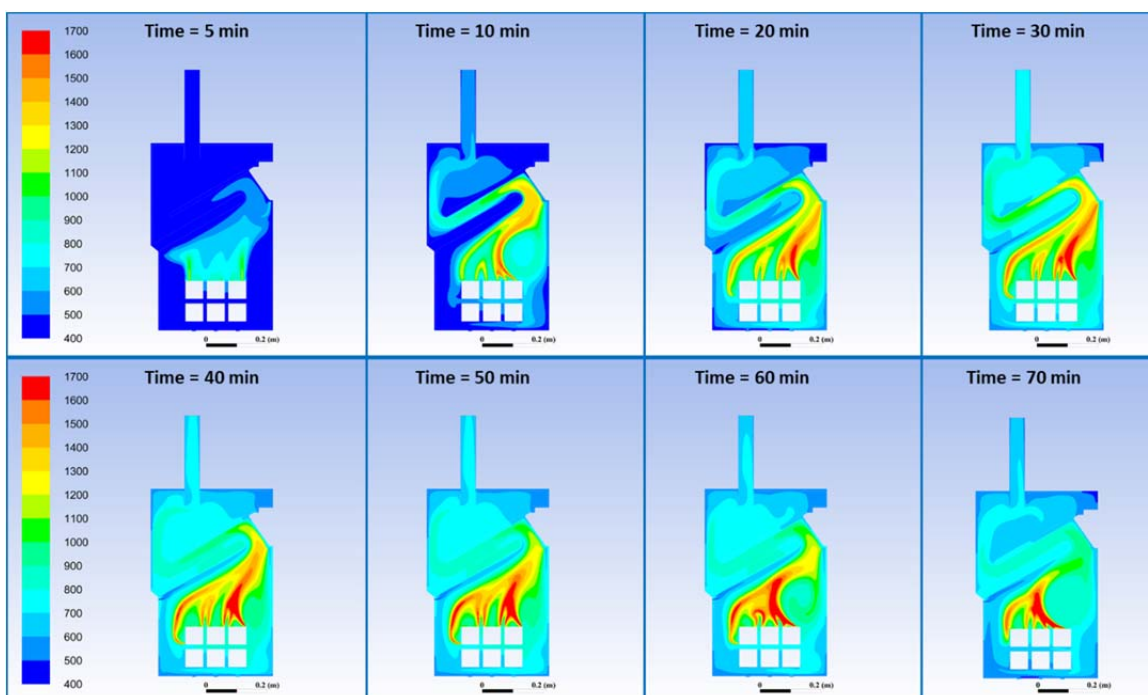 Time = 5 min
Time = 10 min
Time = 20 min
Time = 30 min
1700
1600
1500
1400
1300
1200
1100
1000
900
800
700
600
500
400
0 0.2 (m)
0 0.2 (m)
0 0.2 (m)
0 0.2 (m)
Time = 40 min
Time = 50 min
Time = 60 min
Time = 70 min
1700
1600
1500
1400
1300
1200
1100
1000
900
800
700
600
500
400
0 0.2 (m)
0 0.2 (m)
0 0.2 (m)
0 0.2 (m)